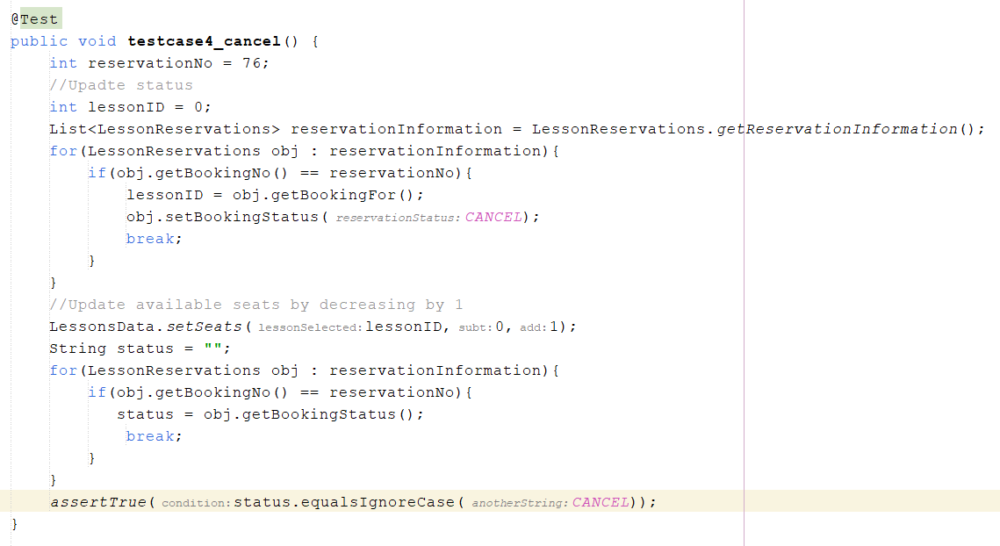 @Test
public void testcase4_cancel() {
    int reservationNo = 76;
    //Upadte status
    int lessonID = 0;
    List<LessonReservations> reservationInformation = LessonReservations.getReservationInformation();
    for(LessonReservations obj : reservationInformation){
        if(obj.getBookingNo() == reservationNo){
            lessonID = obj.getBookingFor();
            obj.setBookingStatus( reservationStatus: CANCEL);
            break;
        }
    }
    //Update available seats by decreasing by 1
    LessonsData.setSeats( lessonSelected: lessonID, subt: 0, add: 1);
    String status = "";
    for(LessonReservations obj : reservationInformation){
        if(obj.getBookingNo() == reservationNo){
           status = obj.getBookingStatus();
            break;
        }
    }
    assertTrue( condition: status.equalsIgnoreCase( anotherString: CANCEL));
}